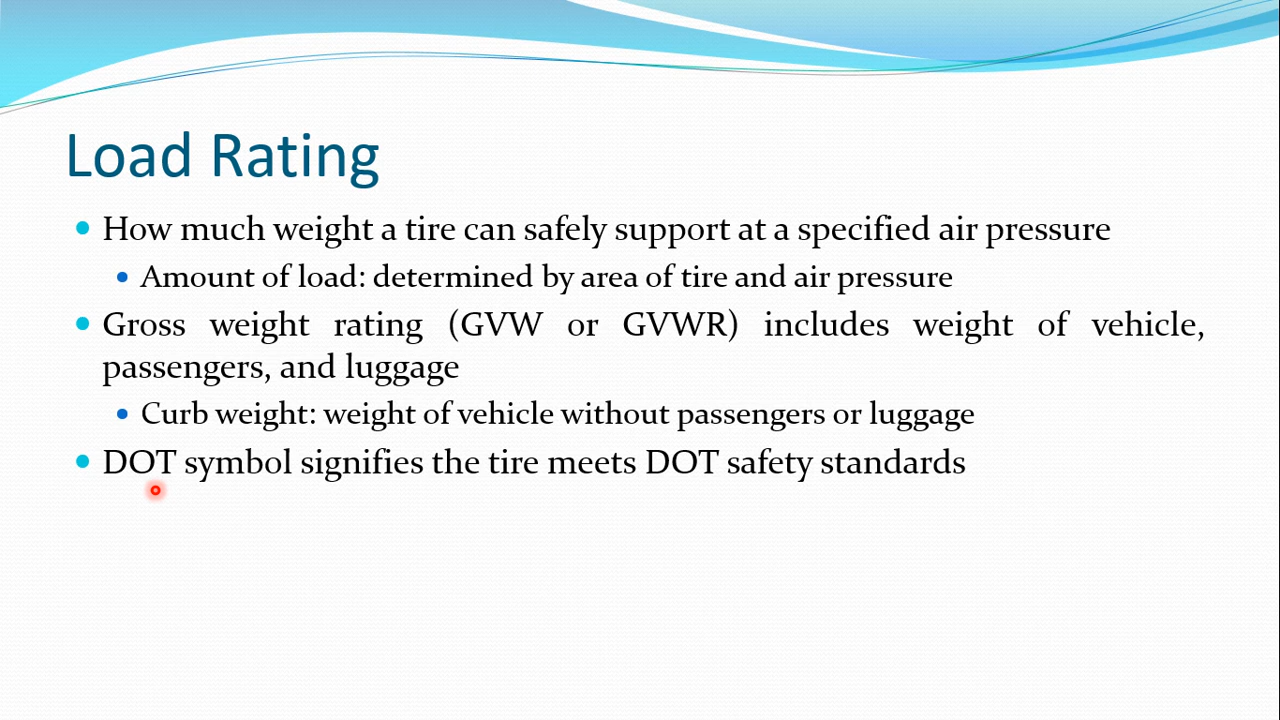 Load Rating
How much weight a tire can safely support at a specified air pressure
Amount of load: determined by area of tire and air pressure
Gross weight rating (GVW or GVWR) includes weight of vehicle,
passengers, and luggage
Curb weight: weight of vehicle without passengers or luggage
DOT symbol signifies the tire meets DOT safety standards